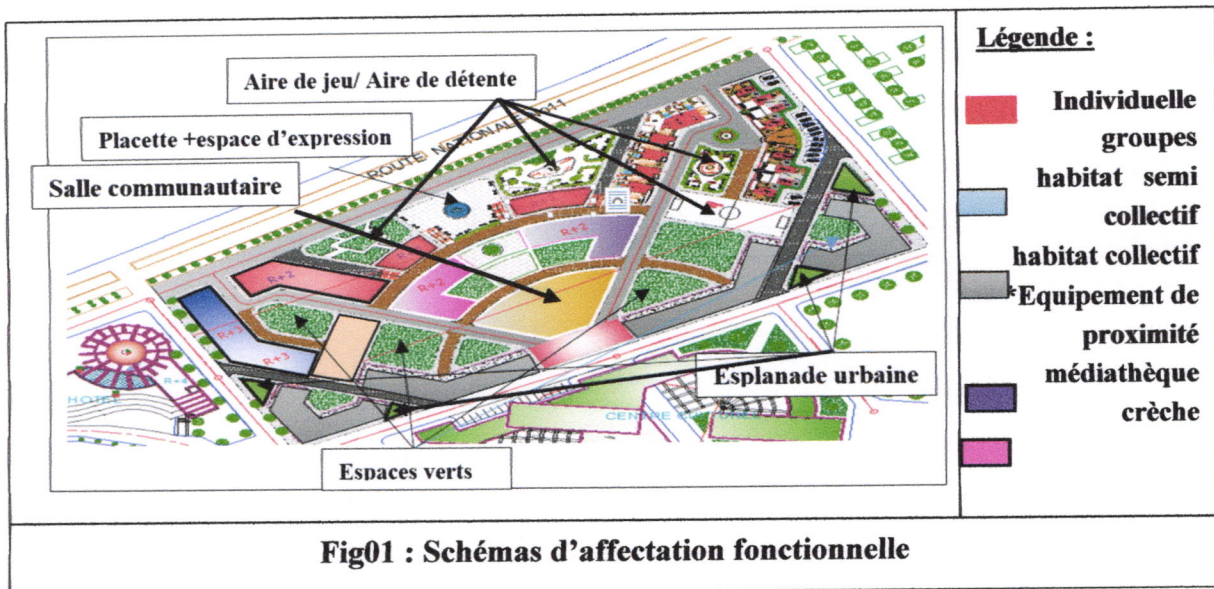 Légende :
Aire de jeu/ Aire de détente
Placette +espace d'expression
Salle communautaire
ROUTE NATIONALE
R+2
R+2
R+2
R+3
R+3
R+4
HOTEL
Esplanade urbaine
Espaces verts
Individuelle
groupes
habitat semi
collectif
habitat collectif
*Equipement de
proximité
médiathèque
crèche
Fig01 : Schémas d'affectation fonctionnelle